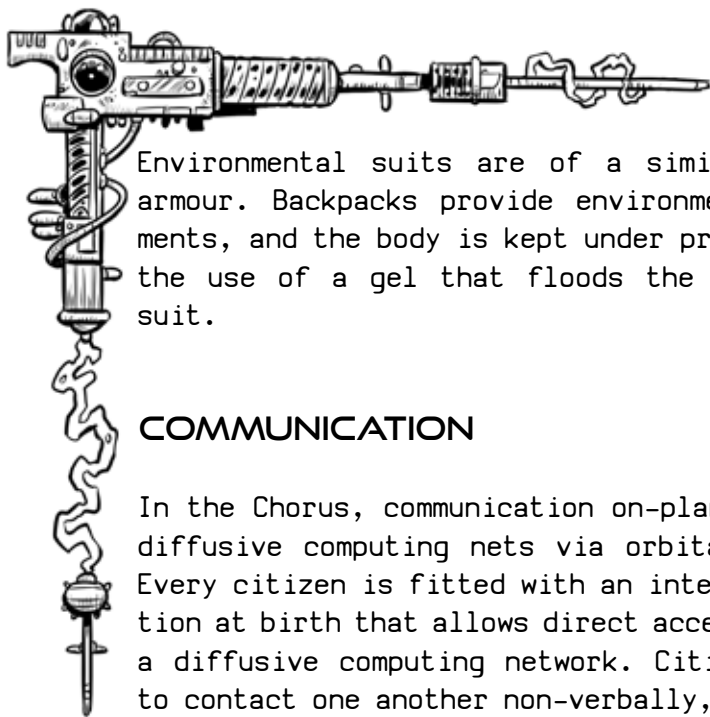 Environmental suits are of a simi
armour. Backpacks provide environme
ments, and the body is kept under pr
the use of a gel that floods the
suit.
COMMUNICATION
In the Chorus, communication on-plan
diffusive computing nets via orbita
Every citizen is fitted with an inte
tion at birth that allows direct acce
a diffusive computing network. Citi
to contact one another non-verbally,